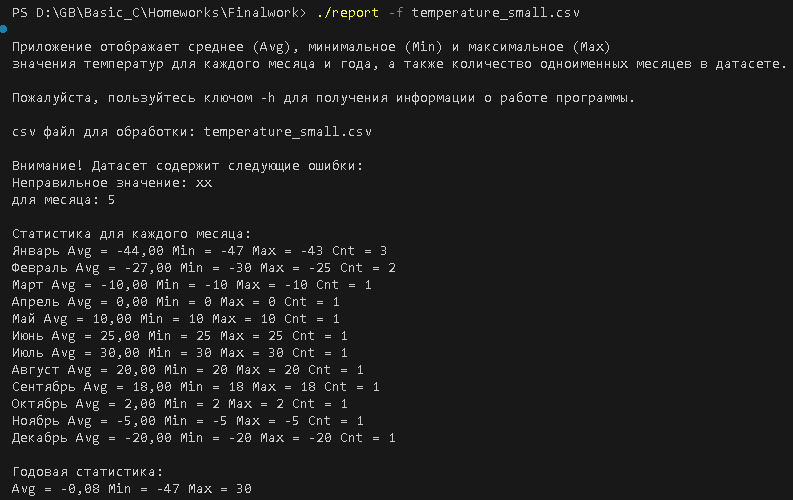 PS D:\GB\Basic_C\Homeworks\Finalwork> ./report -f temperature_small.csv
Приложение отображает среднее (Avg), минимальное (Min) и максимальное (Max)
значения температур для каждого месяца и года, а также количество одноименных месяцев в датасете.
Пожалуйста, пользуйтесь ключом -h для получения информации о работе программы.
csv файл для обработки: temperature_small.csv
Внимание! Датасет содержит следующие ошибки:
Неправильное значение: xx
для месяца: 5
Статистика для каждого месяца:
Январь Avg = -44,00 Min = -47 Max = -43 Cnt = 3
Февраль Avg = -27,00 Min = -30 Max = -25 Cnt = 2
Март Avg = -10,00 Min = -10 Max = -10 Cnt = 1
Апрель Avg = 0,00 Min = 0 Max = 0 Cnt = 1
Май Avg = 10,00 Min = 10 Max = 10 Cnt = 1
Июнь Avg = 25,00 Min = 25 Max = 25 Cnt = 1
Июль Avg = 30,00 Min = 30 Max = 30 Cnt = 1
Август Avg = 20,00 Min = 20 Max = 20 Cnt = 1
Сентябрь Avg = 18,00 Min = 18 Max = 18 Cnt = 1
Октябрь Avg = 2,00 Min = 2 Max = 2 Cnt = 1
Ноябрь Avg = -5,00 Min = -5 Max = -5 Cnt = 1
Декабрь Avg = -20,00 Min = -20 Max = -20 Cnt = 1
Годовая статистика:
Avg = -0,08 Min = -47 Max = 30